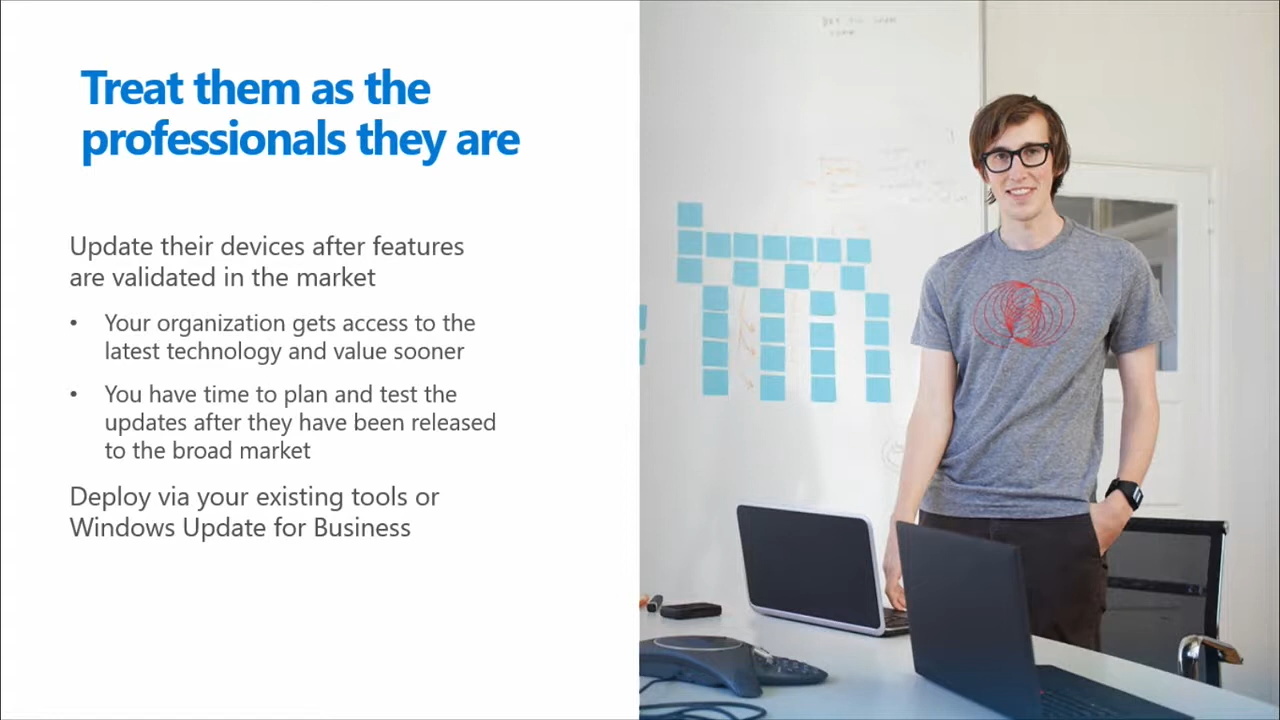 Treat them as the
professionals they are
Update their devices after features
are validated in the market
• Your organization gets access to the
latest technology and value sooner
• You have time to plan and test the
updates after they have been released
to the broad market
Deploy via your existing tools or
Windows Update for Business